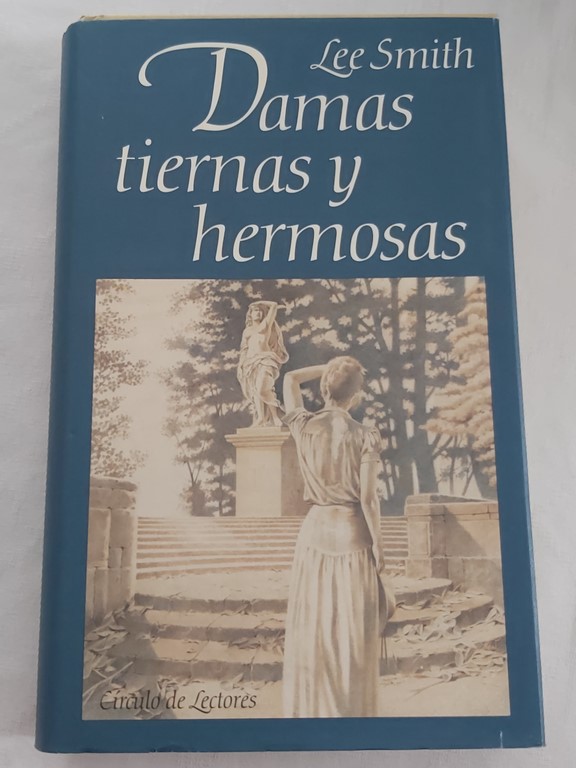 Lee Smith
Damas
tiernas y
hermosas
Círculo de Lectores